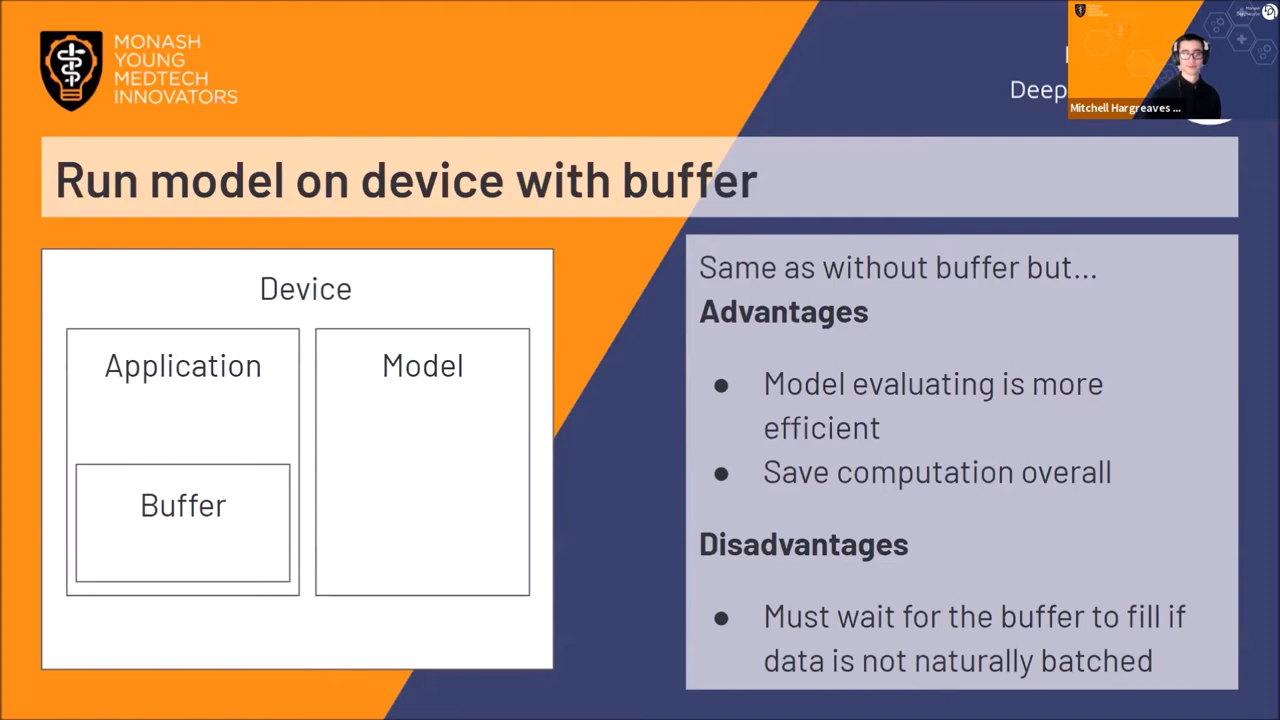 MONASH
YOUNG
MEDTECH
INNOVATORS
Deep
Mitchell Hargreaves ...
Run model on device with buffer
Device
Application
Model
Buffer
Same as without buffer but...
Advantages
● Model evaluating is more
efficient
● Save computation overall
Disadvantages
● Must wait for the buffer to fill if
data is not naturally batched